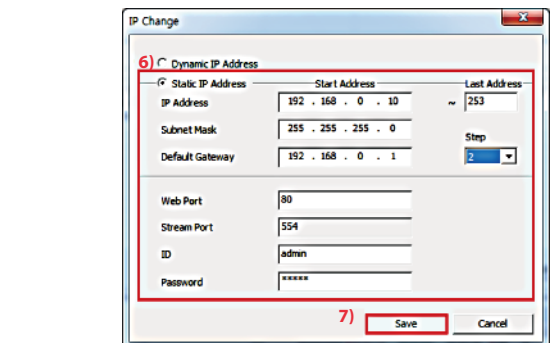 IP Change
6) Dynamic IP Address
Static IP Address Start Address Last Address
IP Address 192 . 168 . 0 . 10 ~ 253
Subnet Mask 255 . 255 . 255 . 0 Step
Default Gateway 192 . 168 . 0 . 1 2
Web Port 80
Stream Port 554
ID admin
Password *****
7) Save Cancel